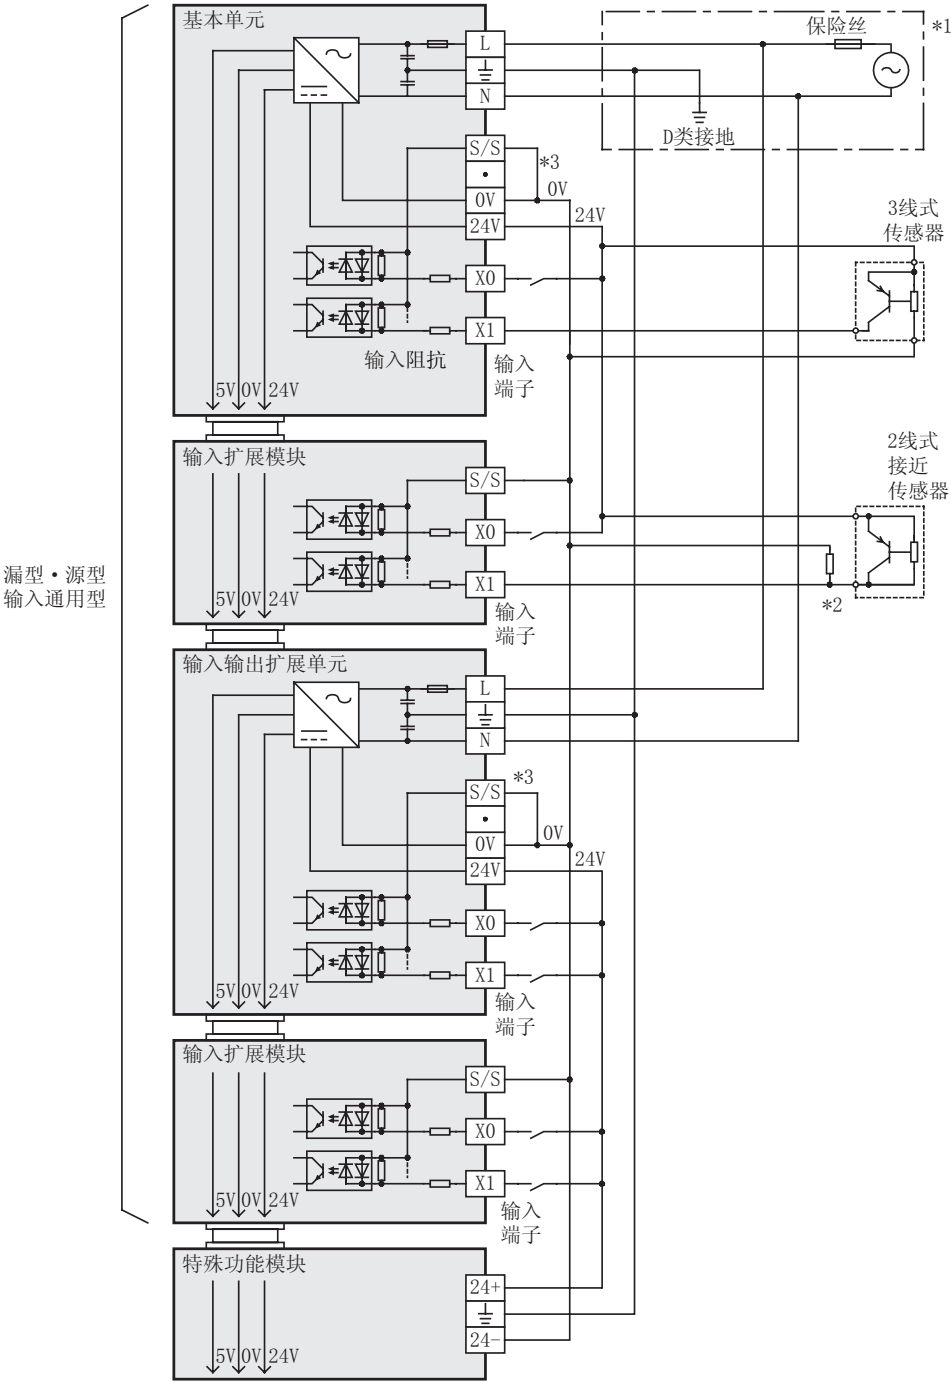 基本单元
保险丝
*1
L
N
D类接地
S/S
*3
0V
0V
24V
24V
3线式
传感器
X0
X1
输入阻抗
输入
端子
5V
0V
24V
输入扩展模块
2线式
接近
传感器
S/S
X0
X1
*2
输入
端子
5V
0V
24V
漏型・源型
输入通用型
输入输出扩展单元
L
N
S/S
*3
0V
0V
24V
24V
X0
X1
输入
端子
5V
0V
24V
输入扩展模块
S/S
X0
X1
输入
端子
5V
0V
24V
特殊功能模块
24+
24-
5V
0V
24V